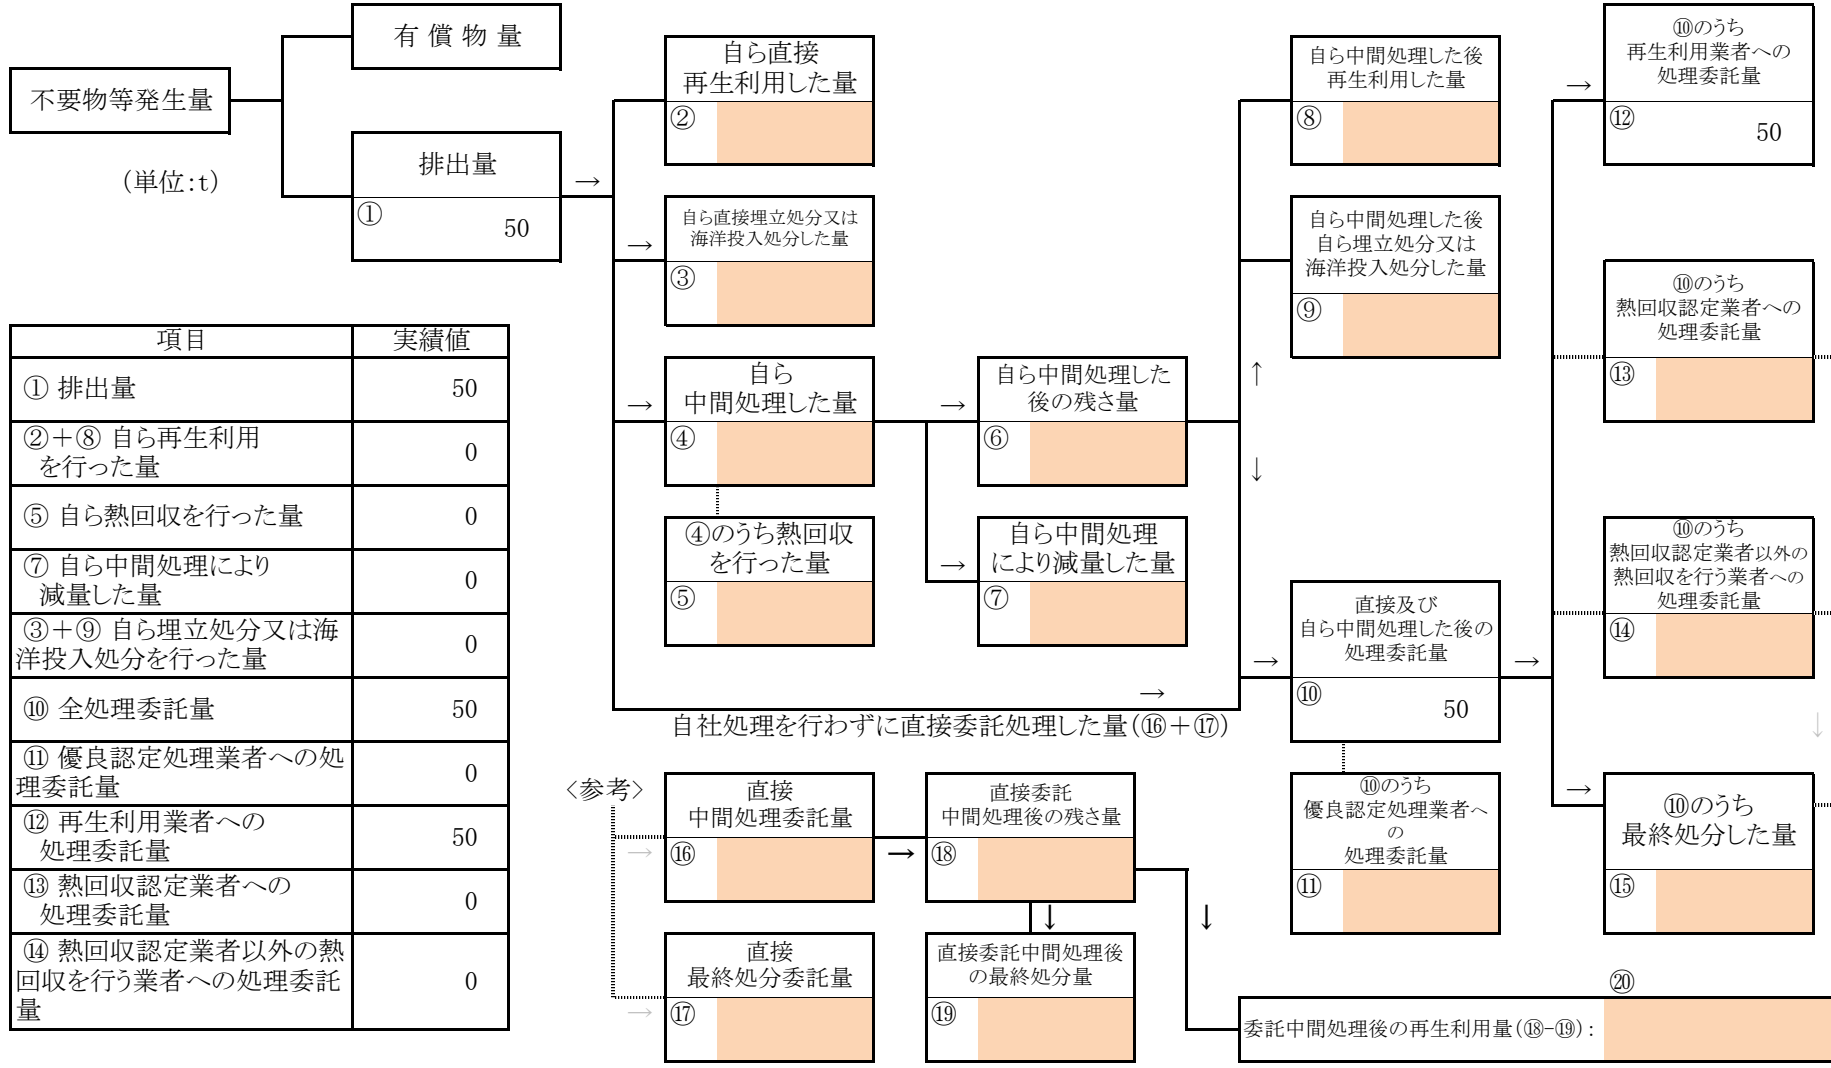 不要物等発生量
有 償 物 量
(単位:t)
排出量
→
①
50
自ら直接
再生利用した量
②
自ら直接埋立処分又は
海洋投入処分した量
→
③
自ら
中間処理した量
→
④
④のうち熱回収
を行った量
⑤
自ら中間処理した
後の残さ量
→
⑥
自ら中間処理
により減量した量
→
⑦
自ら中間処理した後
再生利用した量
⑧
自ら中間処理した後
自ら埋立処分又は
海洋投入処分した量
⑨
↑
↓
直接及び
自ら中間処理した後の
処理委託量
→
→
⑩
50
→
自社処理を行わずに直接委託処理した量(⑯+⑰)
⑩のうち
優良認定処理業者へ
の
処理委託量
⑪
⑩のうち
再生利用業者への
処理委託量
→
⑫
50
⑩のうち
熱回収認定業者への
処理委託量
⑬
⑩のうち
熱回収認定業者以外の
熱回収を行う業者への
処理委託量
⑭
↓
⑩のうち
最終処分した量
→
⑮
項目 実績値
① 排出量 50
②+⑧ 自ら再生利用
を行った量 0
⑤ 自ら熱回収を行った量 0
⑦ 自ら中間処理により
減量した量 0
③+⑨ 自ら埋立処分又は海
洋投入処分を行った量 0
⑩ 全処理委託量 50
⑪ 優良認定処理業者への処
理委託量 0
⑫ 再生利用業者への
処理委託量 50
⑬ 熱回収認定業者への
処理委託量 0
⑭ 熱回収認定業者以外の熱
回収を行う業者への処理委託
量 0
<参考>
直接
中間処理委託量
→
⑯
直接
最終処分委託量
→
⑰
直接委託
中間処理後の残さ量
→
⑱
↓
↓
直接委託中間処理後
の最終処分量
⑲
⑳
委託中間処理後の再生利用量(⑱-⑲):